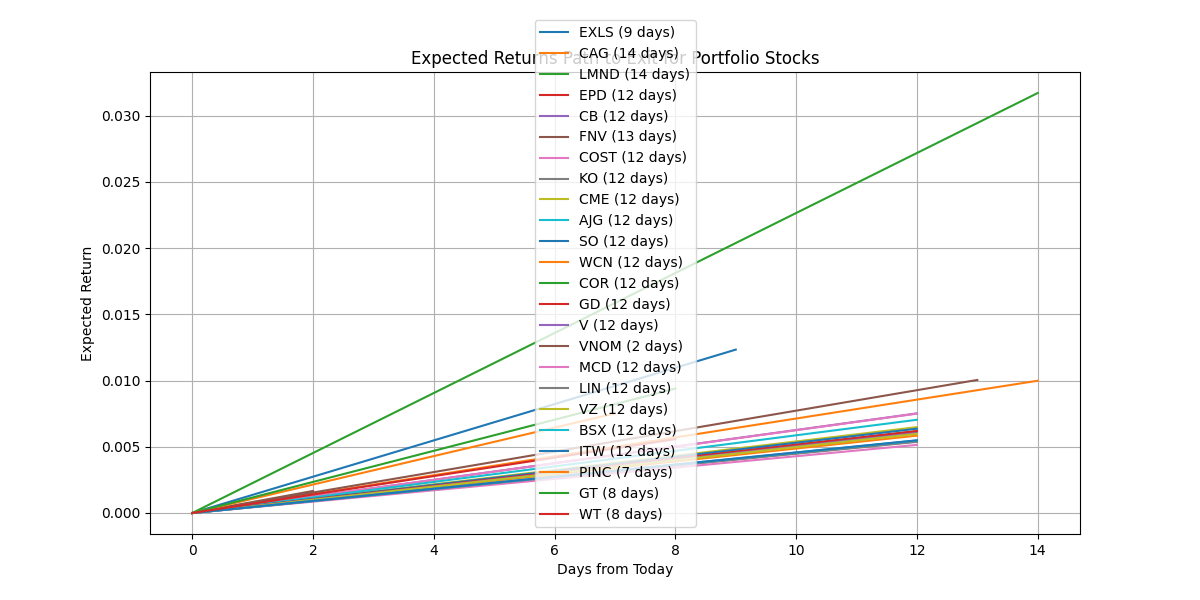 Expected Returns Path to Exit for Portfolio Stocks
EXLS (9 days)
CAG (14 days)
LMND (14 days)
EPD (12 days)
CB (12 days)
FNV (13 days)
COST (12 days)
KO (12 days)
CME (12 days)
AJG (12 days)
SO (12 days)
WCN (12 days)
COR (12 days)
GD (12 days)
V (12 days)
VNOM (2 days)
MCD (12 days)
LIN (12 days)
VZ (12 days)
BSX (12 days)
ITW (12 days)
PINC (7 days)
GT (8 days)
WT (8 days)
Expected Return
0.030
0.025
0.020
0.015
0.010
0.005
0.000
0 2 4 6 8 10 12 14
Days from Today